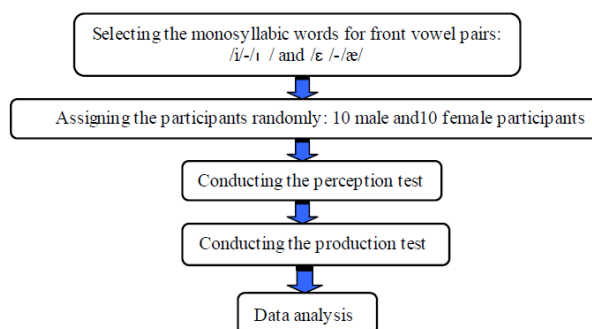 Selecting the monosyllabic words for front vowel pairs:
/i/-/ɪ / and /ɛ /-/æ/
Assigning the participants randomly: 10 male and10 female participants
Conducting the perception test
Conducting the production test
Data analysis